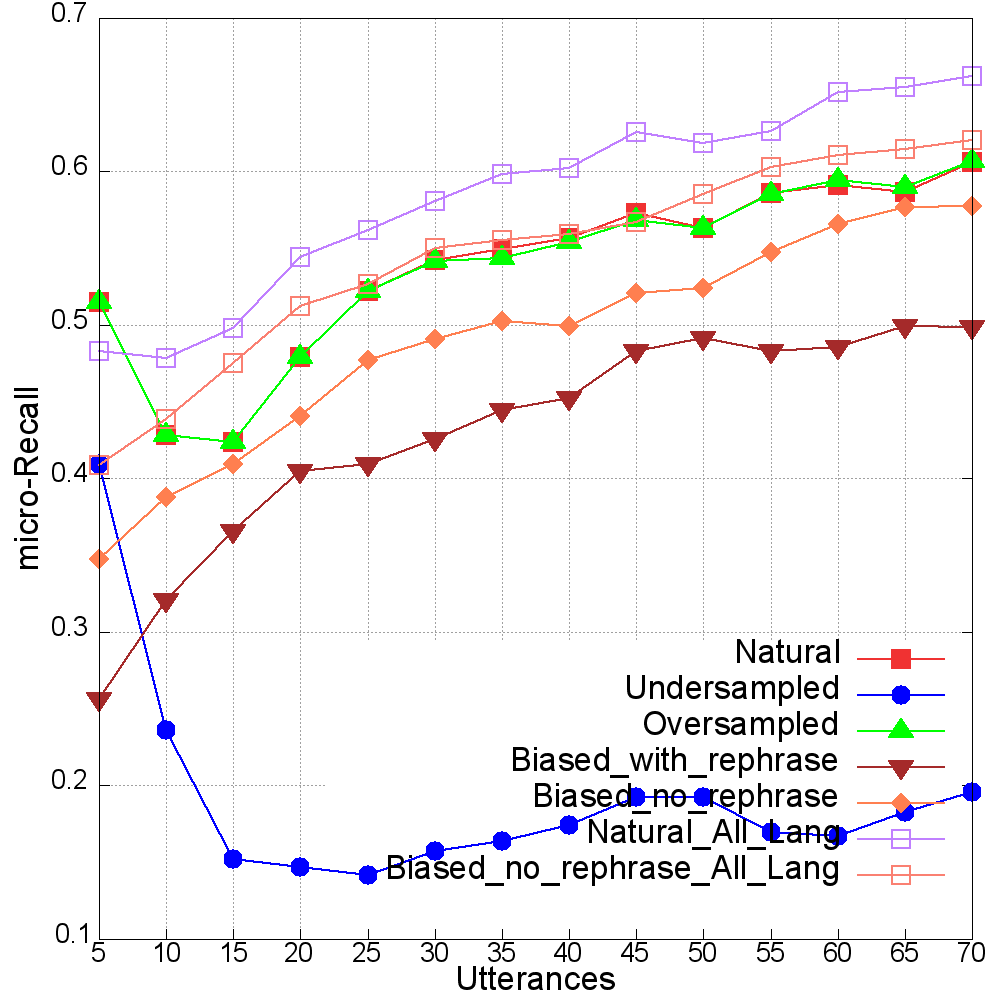 0.7
0.6
0.5
0.4
0.3
0.2
0.1
micro-Recall
Natural
Undersampled
Oversampled
Biased_with_rephrase
Biased_no_rephrase
Natural_All_Lang
Biased_no_rephrase_All_Lang
5 10 15 20 25 30 35 40 45 50 55 60 65 70
Utterances